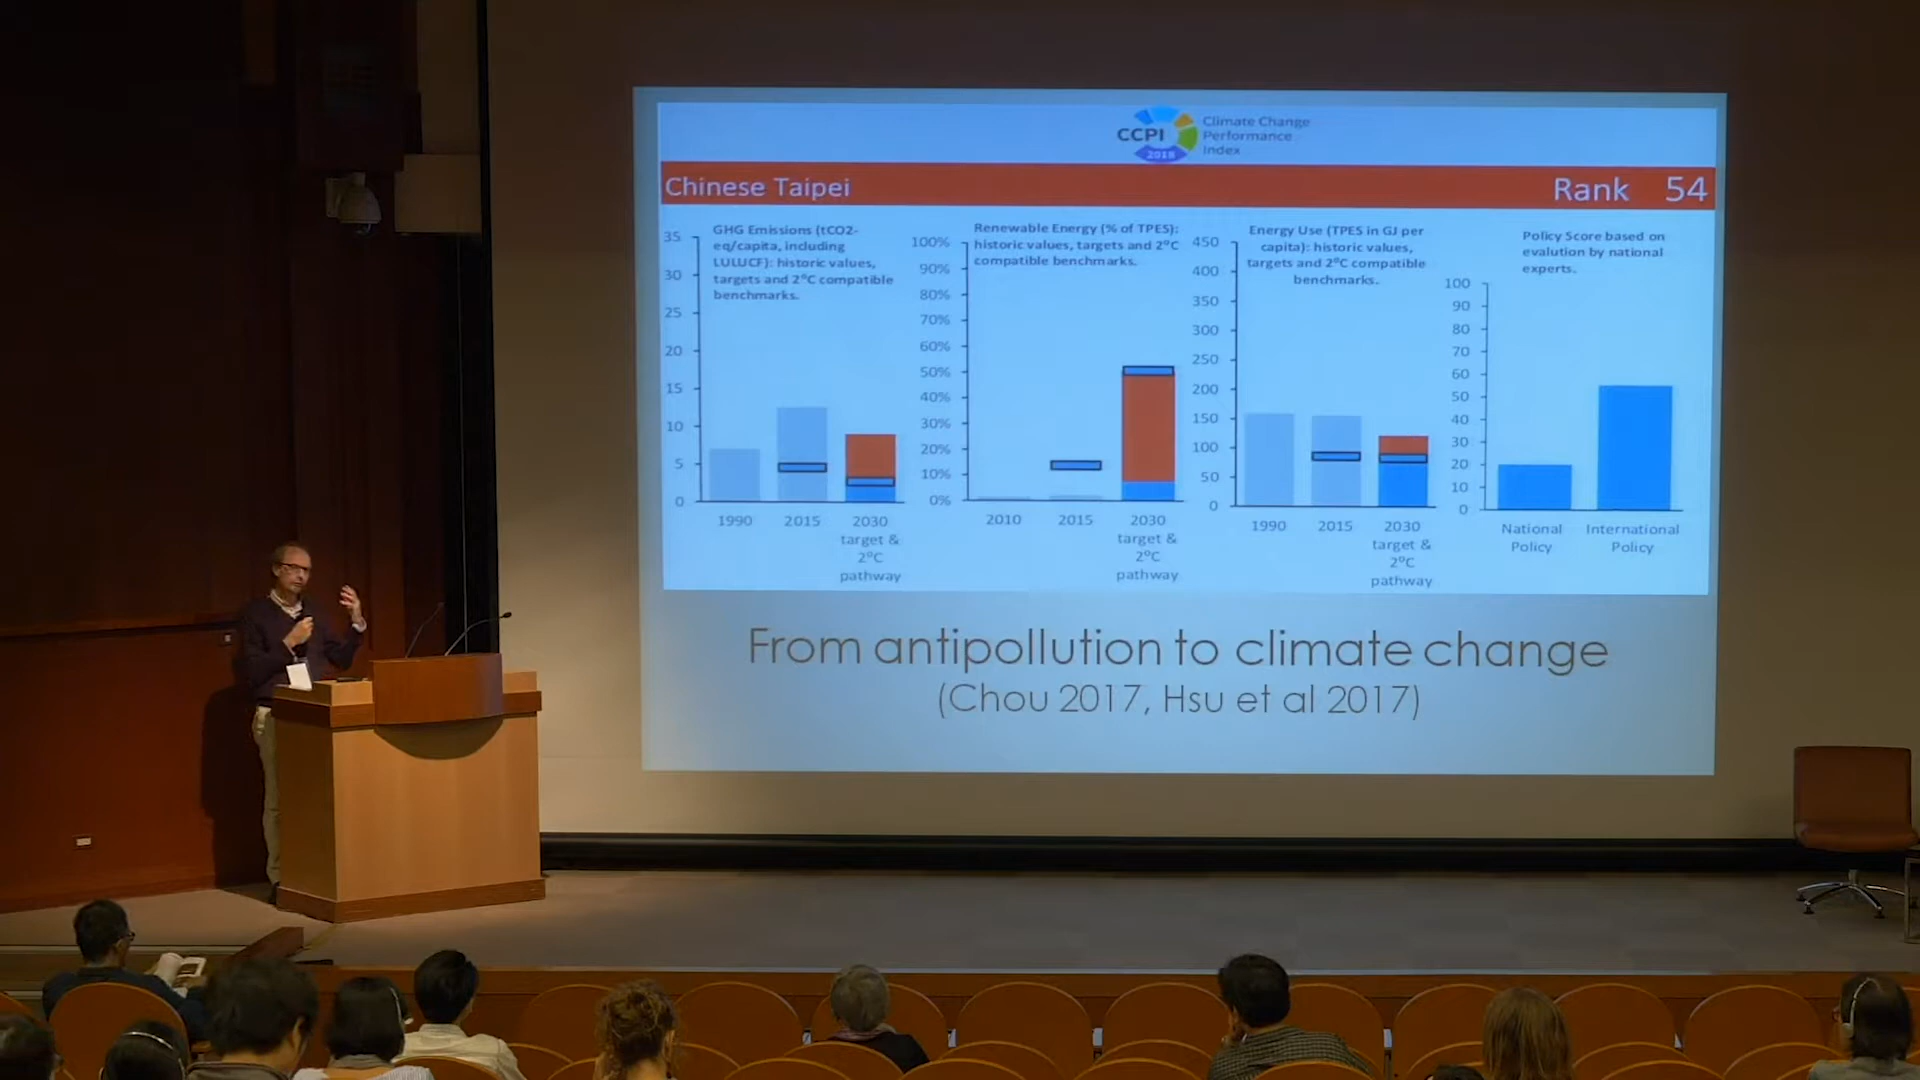 CCPI
2018
Climate Change
Performance
Index
Chinese Taipei
Rank 54
GHG Emissions (tCO2-
eq/capita, including
LULUCF): historic values,
targets and 2°C compatible
benchmarks.
35
30
25
20
15
10
5
0
1990
2015
2030
target &
2°C
pathway
Renewable Energy (% of TPES):
historic values, targets and 2°C
compatible benchmarks.
100%
90%
80%
70%
60%
50%
40%
30%
20%
10%
0%
2010
2015
2030
target &
2°C
pathway
Energy Use (TPES in GJ per
capita): historic values,
targets and 2°C compatible
benchmarks.
450
400
350
300
250
200
150
100
50
0
1990
2015
2030
target &
2°C
pathway
Policy Score based on
evalution by national
experts.
100
90
80
70
60
50
40
30
20
10
0
National
Policy
International
Policy
From antipollution to climate change
(Chou 2017, Hsu et al 2017)